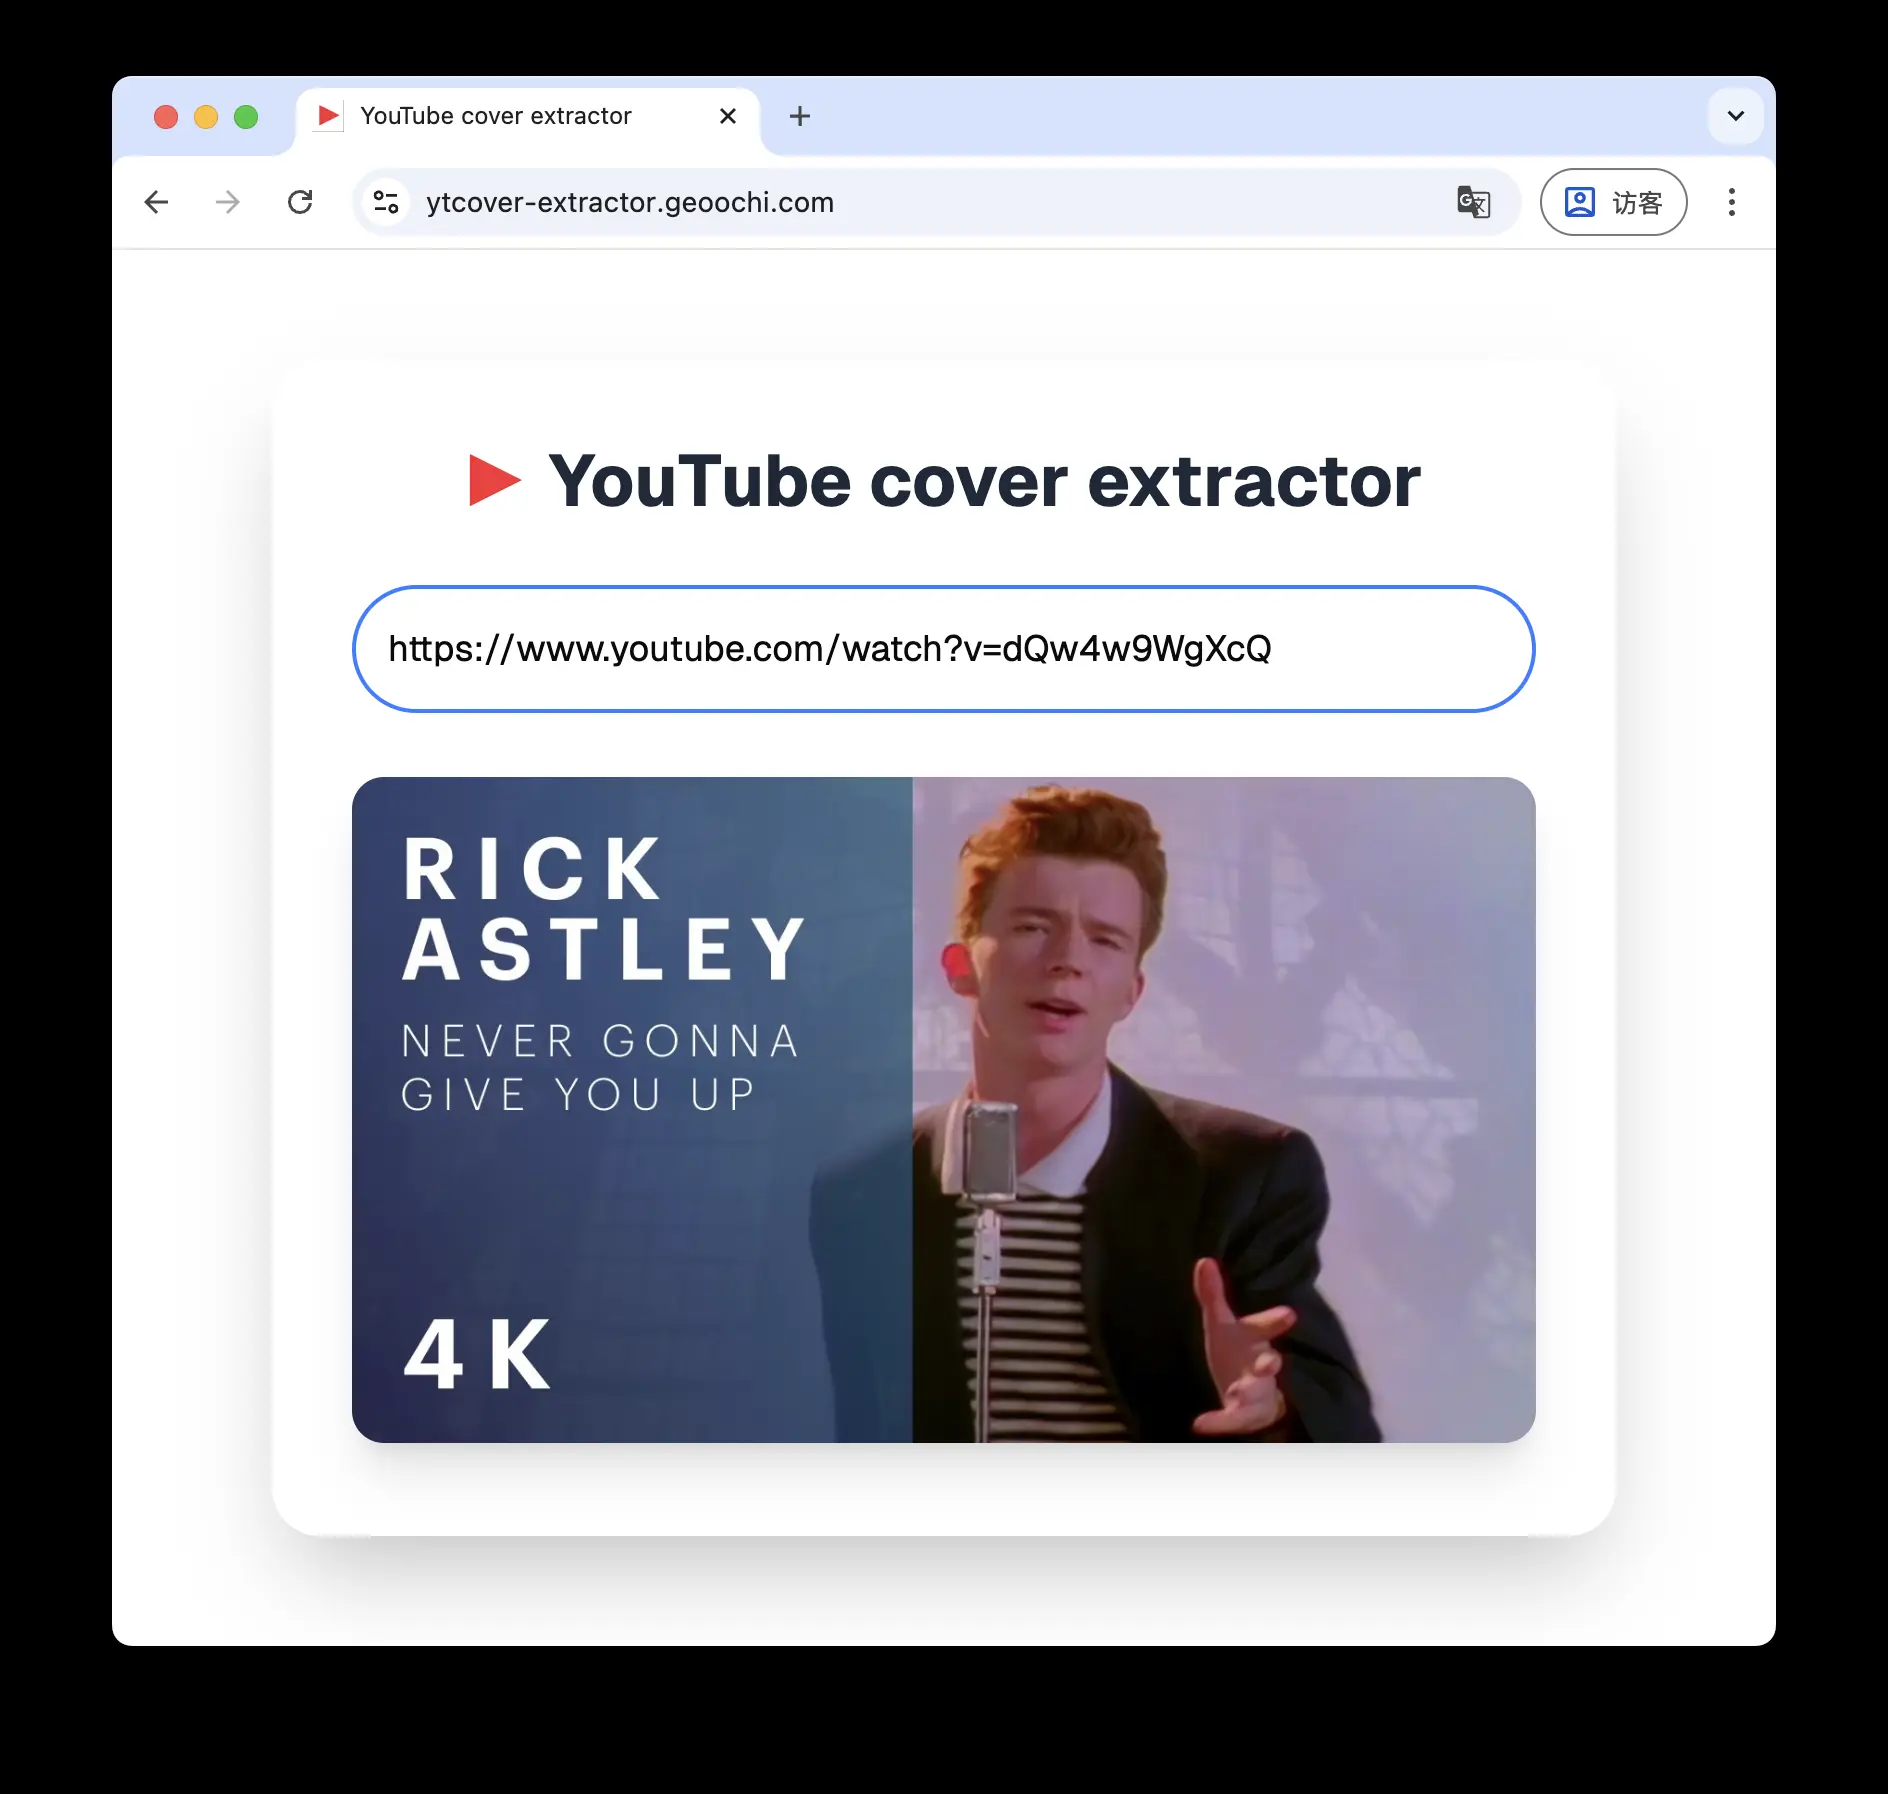 YouTube cover extractor
ytcover-extractor.geoochi.com
访客
YouTube cover extractor
https://www.youtube.com/watch?v=dQw4w9WgXcQ
RICK
ASTLEY
NEVER GONNA
GIVE YOU UP
4K